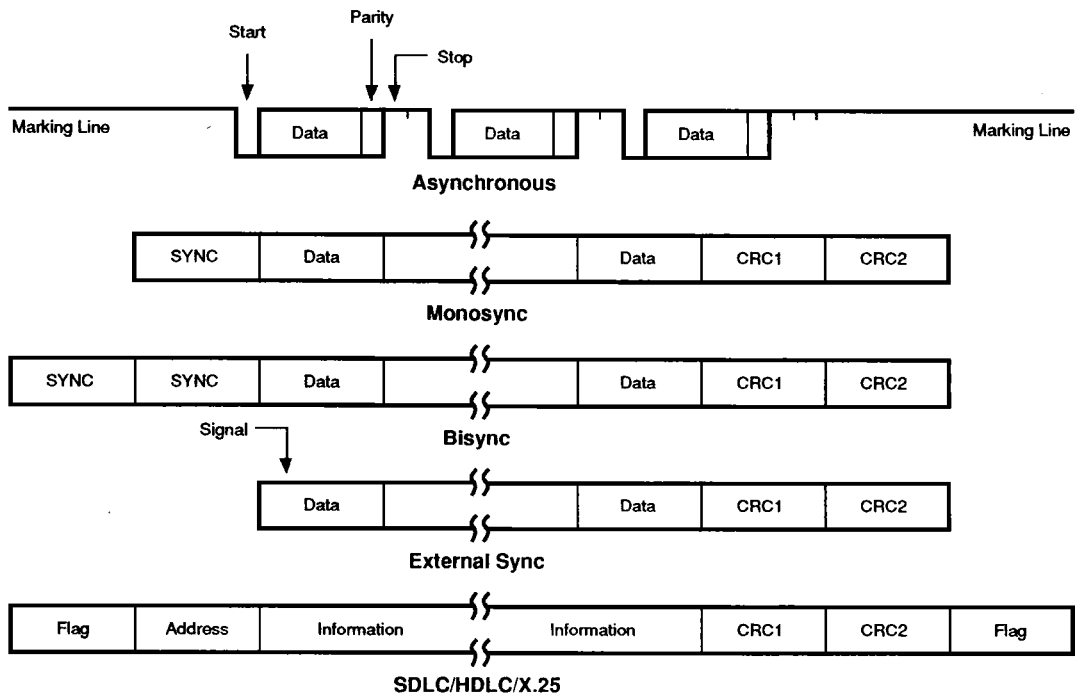 Start
Parity
Stop
Marking Line
Data
Data
Data
Marking Line
Asynchronous
SYNC
Data
Data
CRC1
CRC2
Monosync
SYNC
SYNC
Data
Data
CRC1
CRC2
Bisync
Signal
Data
Data
CRC1
CRC2
External Sync
Flag
Address
Information
Information
CRC1
CRC2
Flag
SDLC/HDLC/X.25